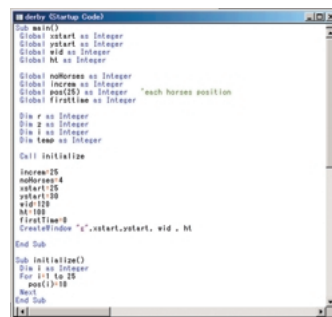 derby (Startup Code)
Sub main()
Global xstart as Integer
Global ystart as Integer
Global wid as Integer
Global ht as Integer
Global noHorses as Integer
Global increm as Integer
Global pos(25) as Integer 'each horses position
Global firsttime as Integer
Dim r as Integer
Dim z as Integer
Dim i as Integer
Dim temp as Integer
Call initialize
increm=25
noHorses=4
xstart=25
ystart=30
wid=120
ht=100
firstTime=0
CreateWindow "c",xstart,ystart, wid , ht
End Sub
Sub initialize()
Dim i as Integer
For i=1 to 25
pos(i)=10
Next
End Sub